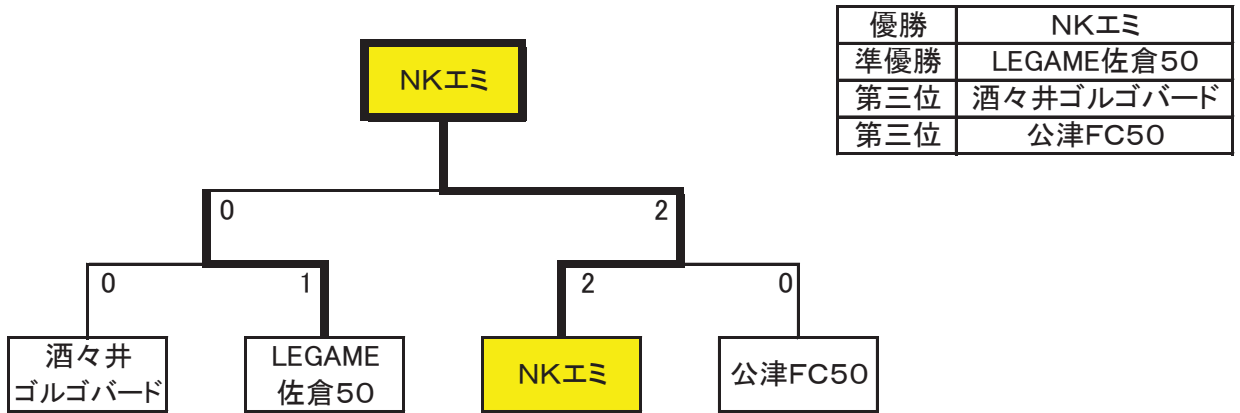 優勝 NKエミ
準優勝 LEGAME佐倉50
第三位 酒々井ゴルゴバード
第三位 公津FC50
NKエミ
0 2
0 1 2 0
酒々井
ゴルゴバード
LEGAME
佐倉50
NKエミ
公津FC50